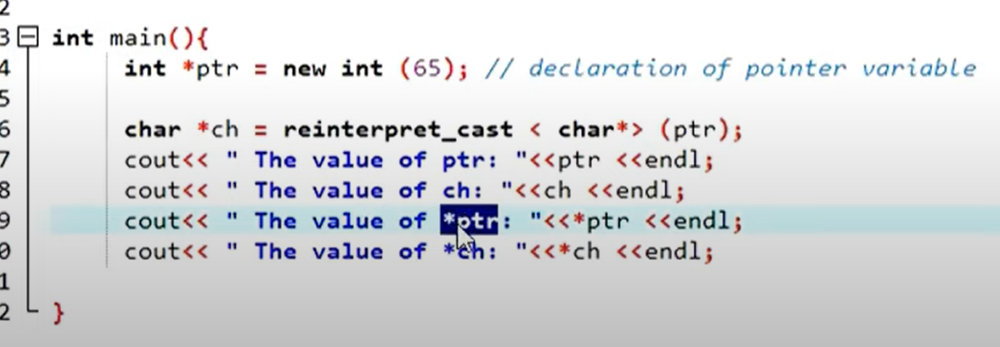 2
3 int main(){
4 int *ptr = new int (65); // declaration of pointer variable
5
6 char *ch = reinterpret_cast < char*> (ptr);
7 cout<< " The value of ptr: "<<ptr <<endl;
8 cout<< " The value of ch: "<<ch <<endl;
9 cout<< " The value of *ptr: "<<*ptr <<endl;
0 cout<< " The value of *ch: "<<*ch <<endl;
1
2 }